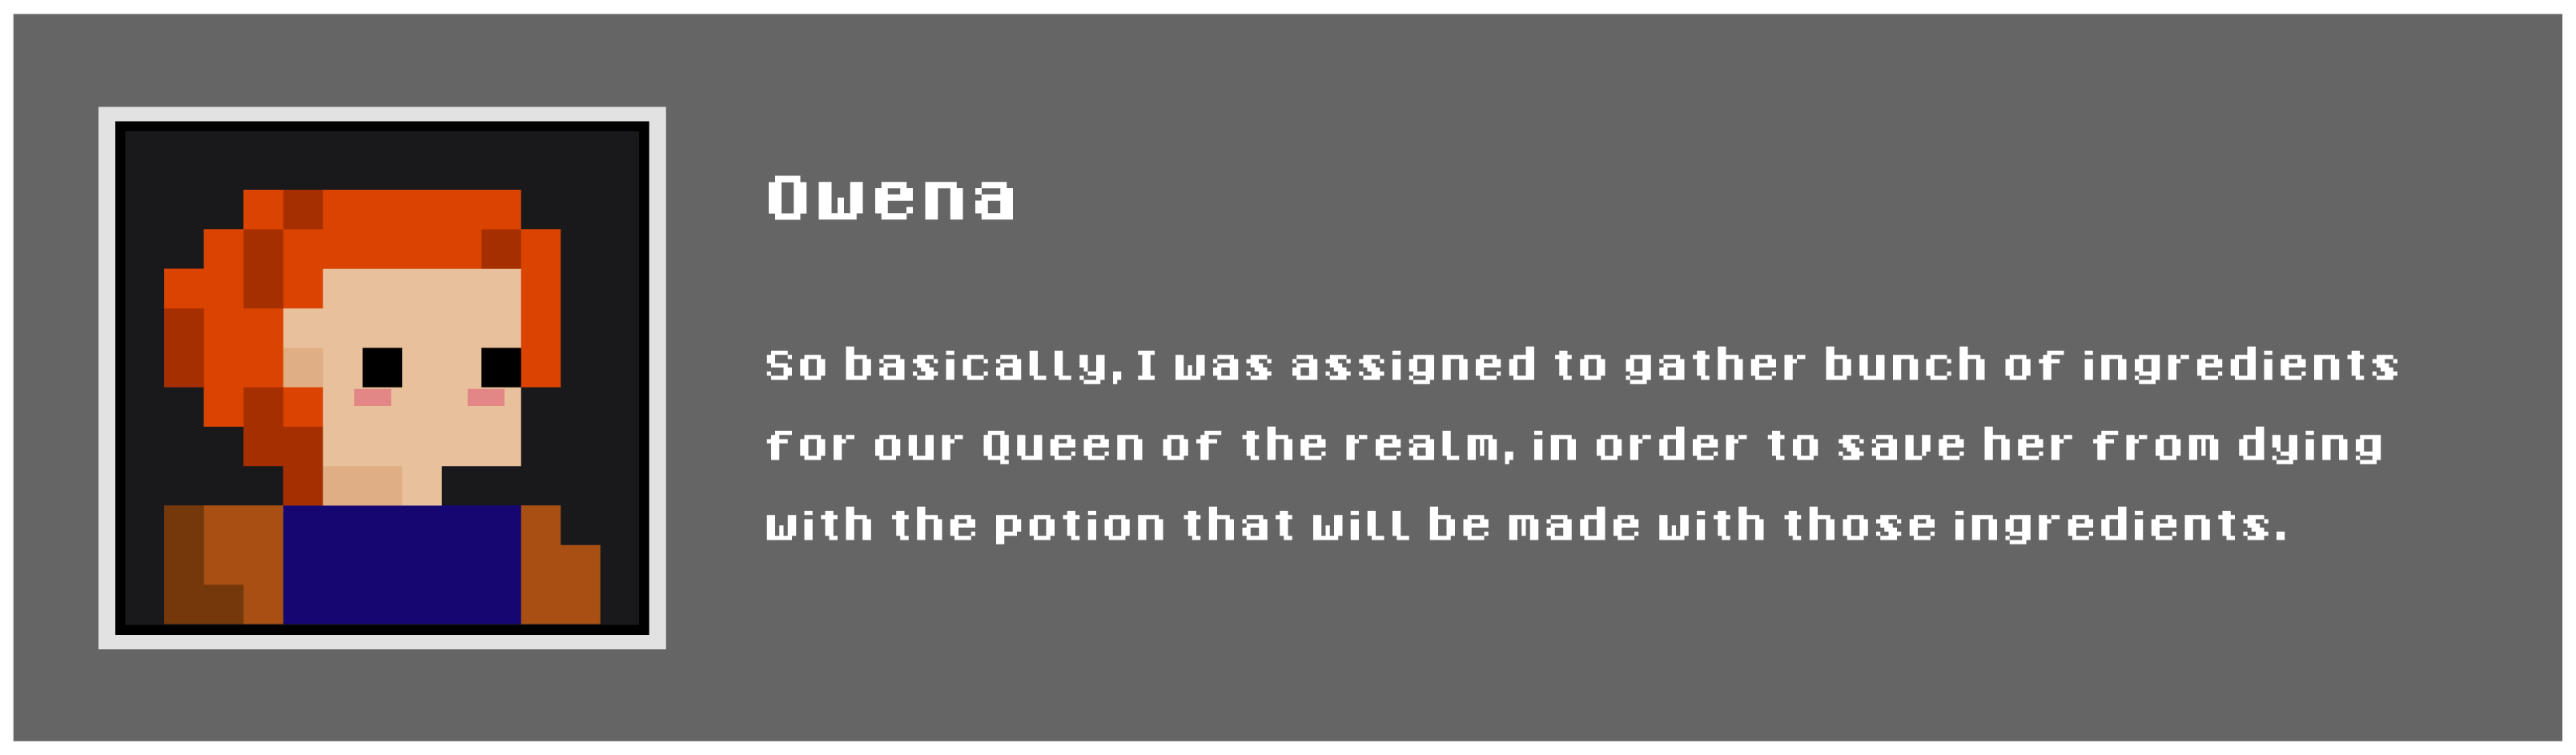 Owena
So basically, I was assigned to gather bunch of ingredients
for our Queen of the realm, in order to save her from dying
with the potion that will be made with those ingredients.